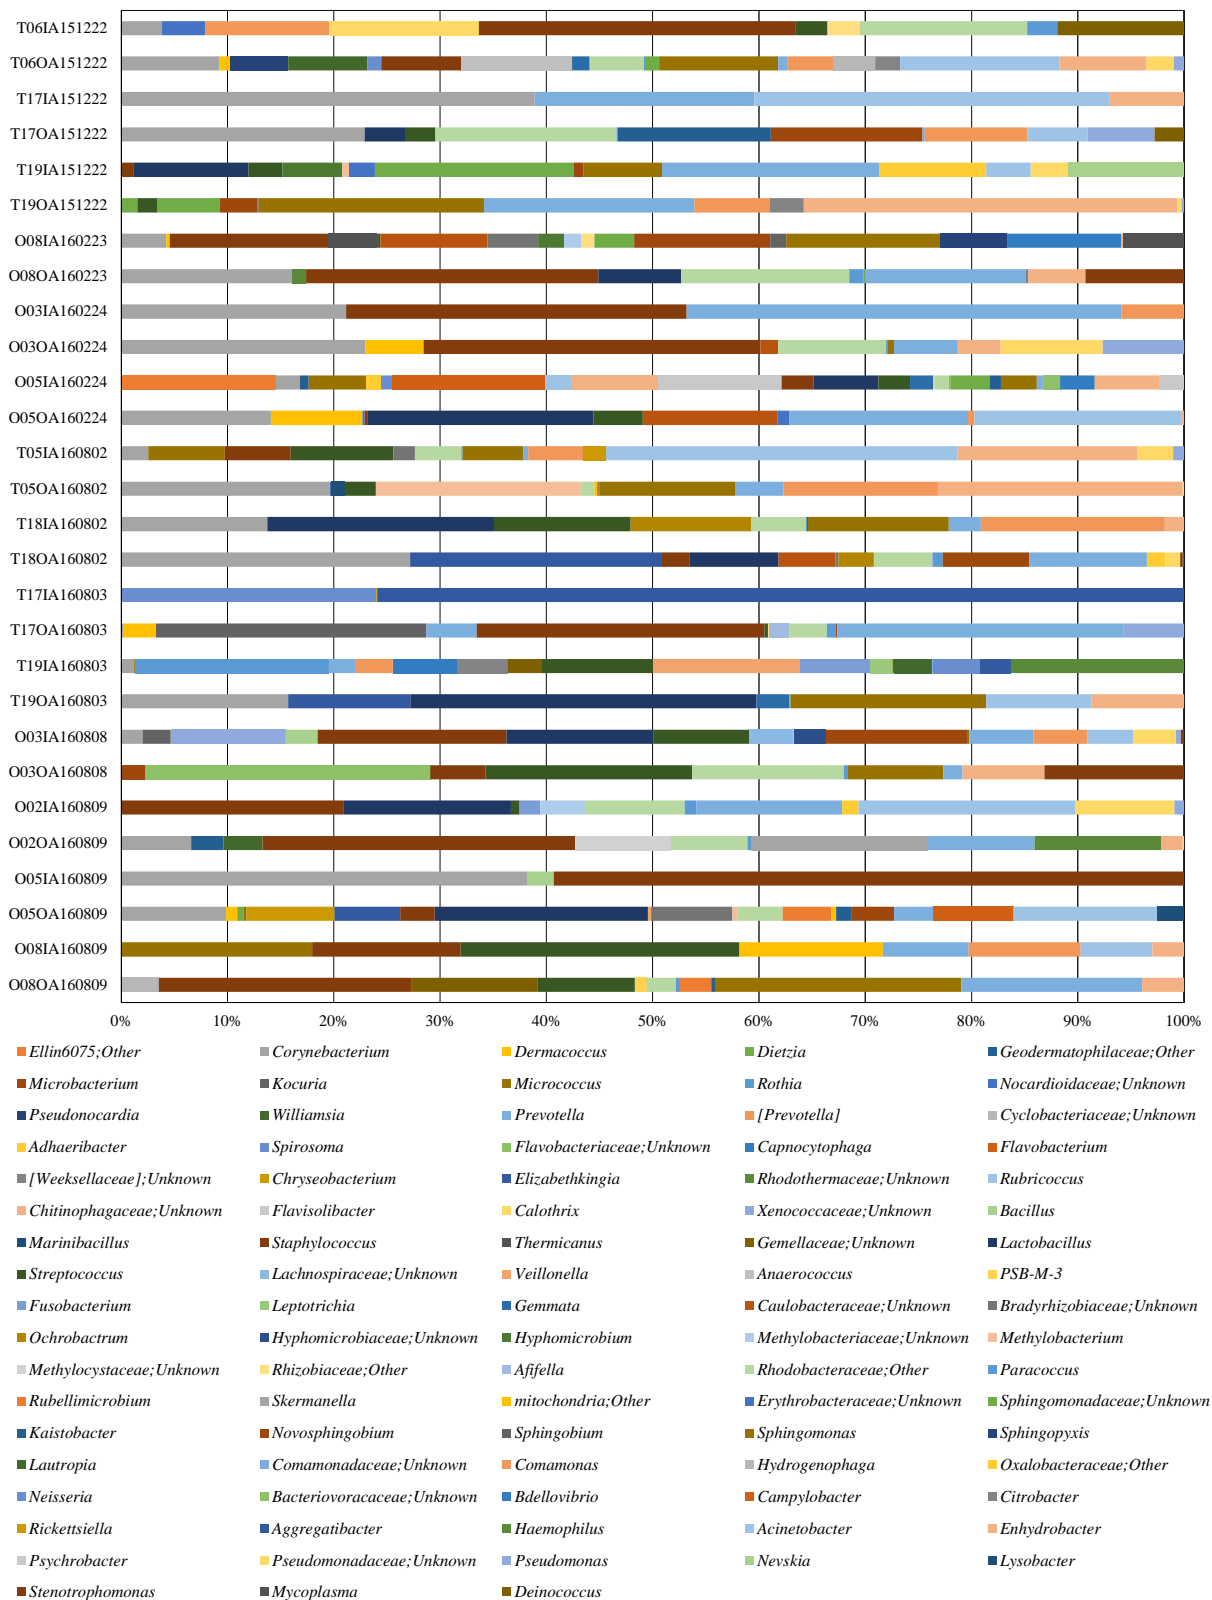 T06IA151222
T06OA151222
T17IA151222
T17OA151222
T19IA151222
T19OA151222
O08IA160223
O08OA160223
O03IA160224
O03OA160224
O05IA160224
O05OA160224
T05IA160802
T05OA160802
T18IA160802
T18OA160802
T17IA160803
T17OA160803
T19IA160803
T19OA160803
O03IA160808
O03OA160808
O02IA160809
O02OA160809
O05IA160809
O05OA160809
O08IA160809
O08OA160809
0% 10% 20% 30% 40% 50% 60% 70% 80% 90% 100%
Ellin6075;Other Corynebacterium Dermacoccus Dietzia Geodermatophilaceae;Other
Microbacterium Kocuria Micrococcus Rothia Nocardioidaceae;Unknown
Pseudonocardia Williamsia Prevotella [Prevotella] Cyclobacteriaceae;Unknown
Adhaeribacter Spirosoma Flavobacteriaceae;Unknown Capnocytophaga Flavobacterium
[Weeksellaceae];Unknown Chryseobacterium Elizabethkingia Rhodothermaceae;Unknown Rubricoccus
Chitinophagaceae;Unknown Flavisolibacter Calothrix Xenococcaceae;Unknown Bacillus
Marinibacillus Staphylococcus Thermicanus Gemellaceae;Unknown Lactobacillus
Streptococcus Lachnospiraceae;Unknown Veillonella Anaerococcus PSB-M-3
Fusobacterium Leptotrichia Gemmata Caulobacteraceae;Unknown Bradyrhizobiaceae;Unknown
Ochrobactrum Hyphomicrobiaceae;Unknown Hyphomicrobium Methylobacteriaceae;Unknown Methylobacterium
Methylocystaceae;Unknown Rhizobiaceae;Other Afifella Rhodobacteraceae;Other Paracoccus
Rubellimicrobium Skermanella mitochondria;Other Erythrobacteraceae;Unknown Sphingomonadaceae;Unknown
Kaistobacter Novosphingobium Sphingobium Sphingomonas Sphingopyxis
Lautropia Comamonadaceae;Unknown Comamonas Hydrogenophaga Oxalobacteraceae;Other
Neisseria Bacteriovoracaceae;Unknown Bdellovibrio Campylobacter Citrobacter
Rickettsiella Aggregatibacter Haemophilus Acinetobacter Enhydrobacter
Psychrobacter Pseudomonadaceae;Unknown Pseudomonas Nevskia Lysobacter
Stenotrophomonas Mycoplasma Deinococcus